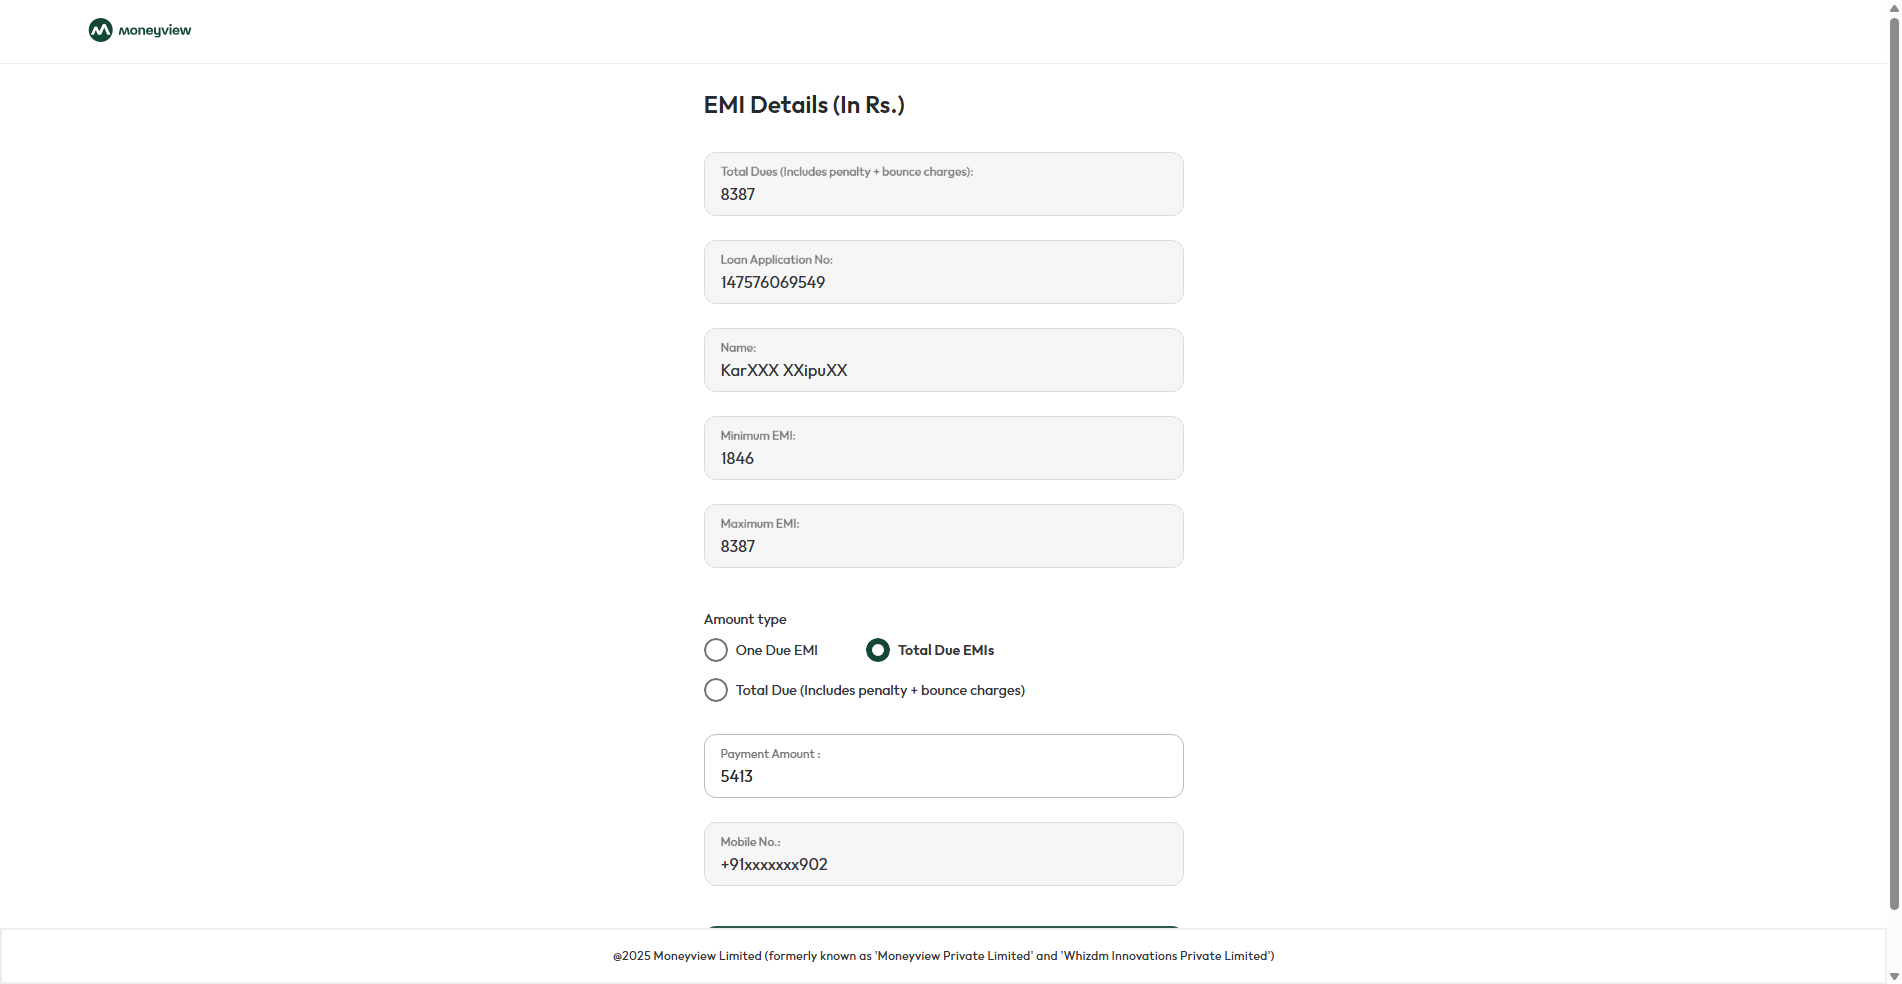 moneyview
EMI Details (In Rs.)
Total Dues (Includes penalty + bounce charges):
8387
Loan Application No:
147576069549
Name:
KarXXX XXipuXX
Minimum EMI:
1846
Maximum EMI:
8387
Amount type
One Due EMI
Total Due EMIs
Total Due (Includes penalty + bounce charges)
Payment Amount :
5413
Mobile No.:
+91xxxxxxx902
@2025 Moneyview Limited (formerly known as 'Moneyview Private Limited' and 'Whizdm Innovations Private Limited')